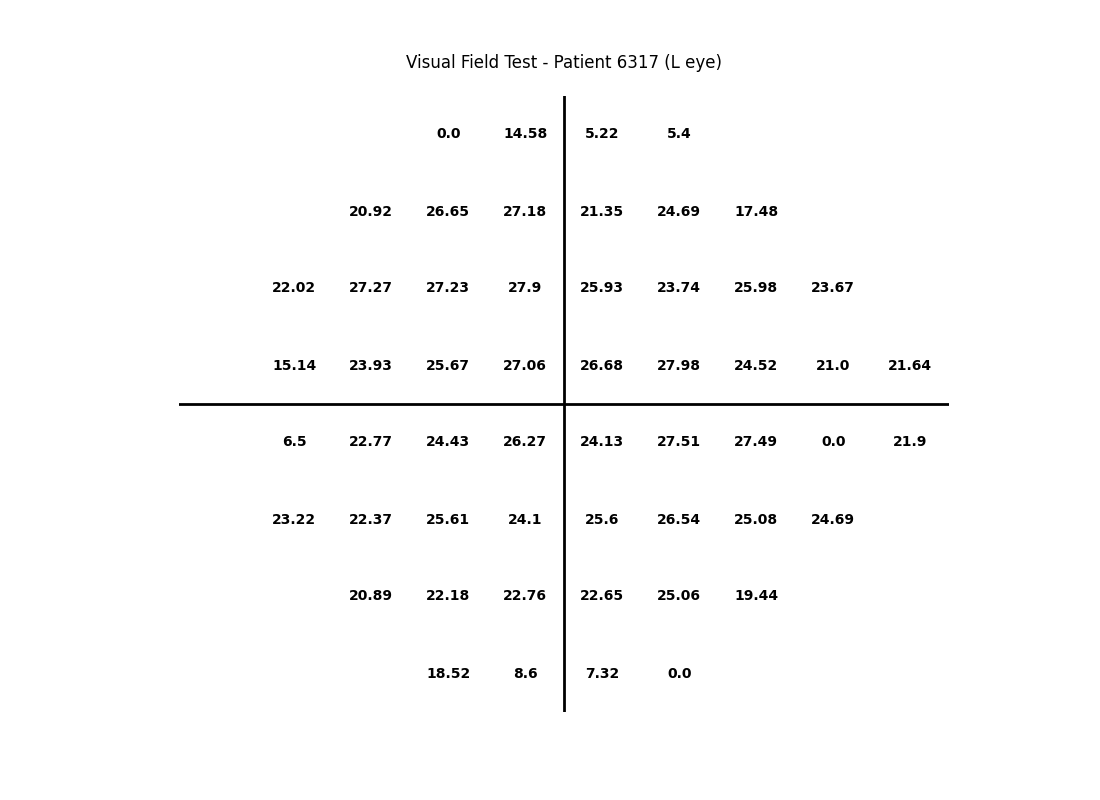 Visual Field Test - Patient 6317 (L eye)
0.0 14.58 5.22 5.4
20.92 26.65 27.18 21.35 24.69 17.48
22.02 27.27 27.23 27.9 25.93 23.74 25.98 23.67
15.14 23.93 25.67 27.06 26.68 27.98 24.52 21.0 21.64
6.5 22.77 24.43 26.27 24.13 27.51 27.49 0.0 21.9
23.22 22.37 25.61 24.1 25.6 26.54 25.08 24.69
20.89 22.18 22.76 22.65 25.06 19.44
18.52 8.6 7.32 0.0